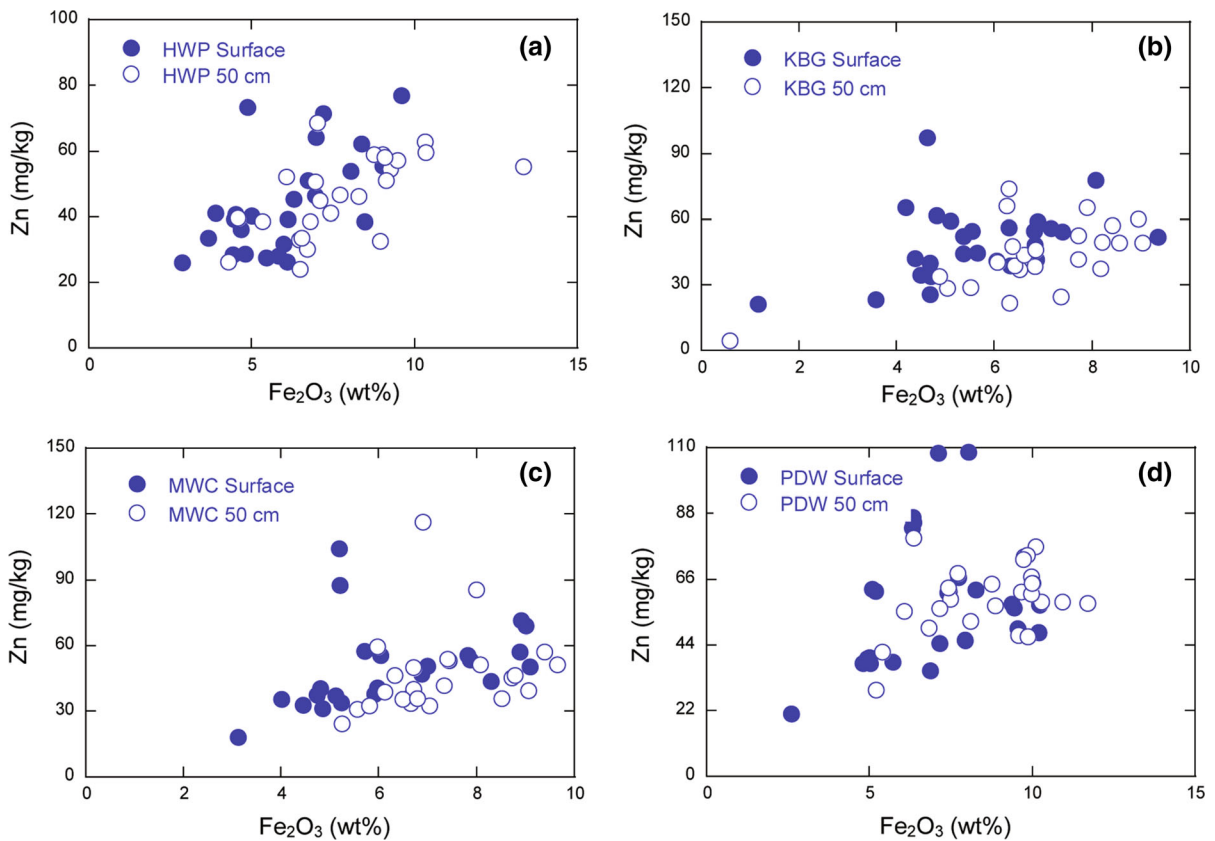 100
(a)
HWP Surface
HWP 50 cm
80
60
40
20
0
Zn (mg/kg)
0 5 10 15
Fe₂O₃ (wt%)
150
(b)
KBG Surface
KBG 50 cm
120
90
60
30
0
Zn (mg/kg)
0 2 4 6 8 10
Fe₂O₃ (wt%)
150
(c)
MWC Surface
MWC 50 cm
120
90
60
30
0
Zn (mg/kg)
0 2 4 6 8 10
Fe₂O₃ (wt%)
110
(d)
PDW Surface
PDW 50 cm
88
66
44
22
0
Zn (mg/kg)
0 5 10 15
Fe₂O₃ (wt%)